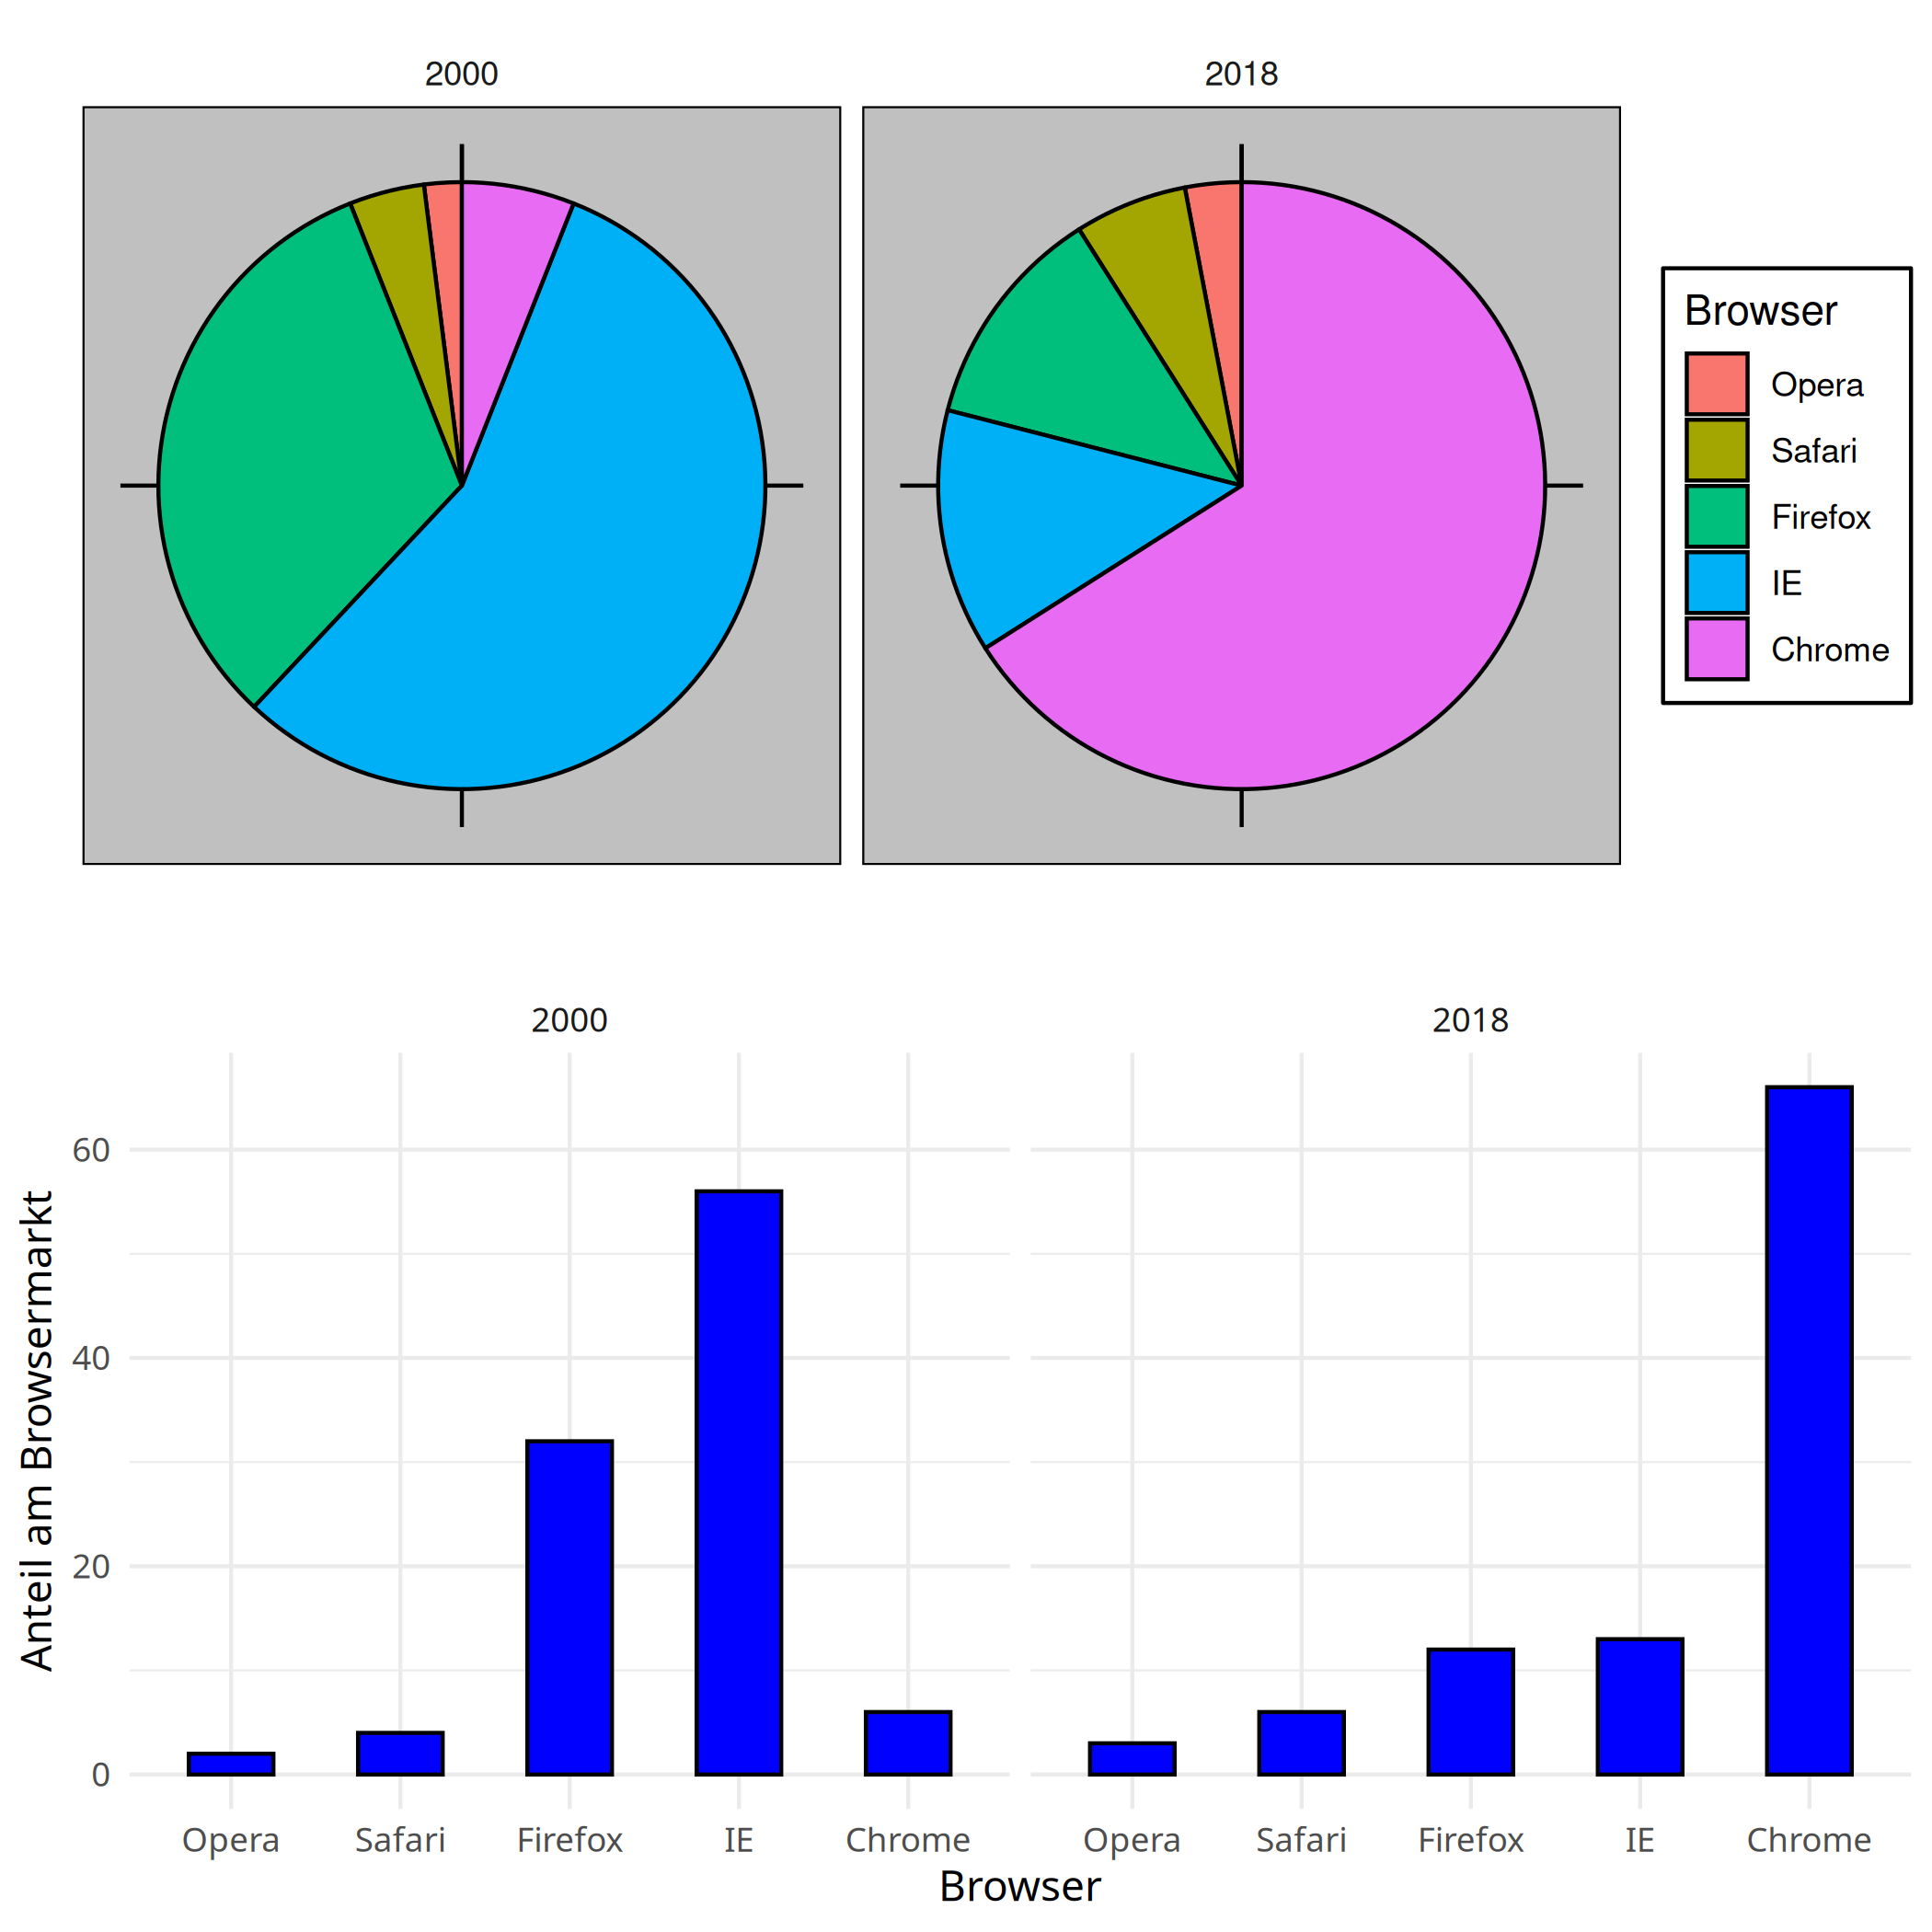 2000
2018
Browser
Opera
Safari
Firefox
IE
Chrome
2000
2018
Anteil am Browsermarkt
60
40
20
0
Opera Safari Firefox IE Chrome
Opera Safari Firefox IE Chrome
Browser